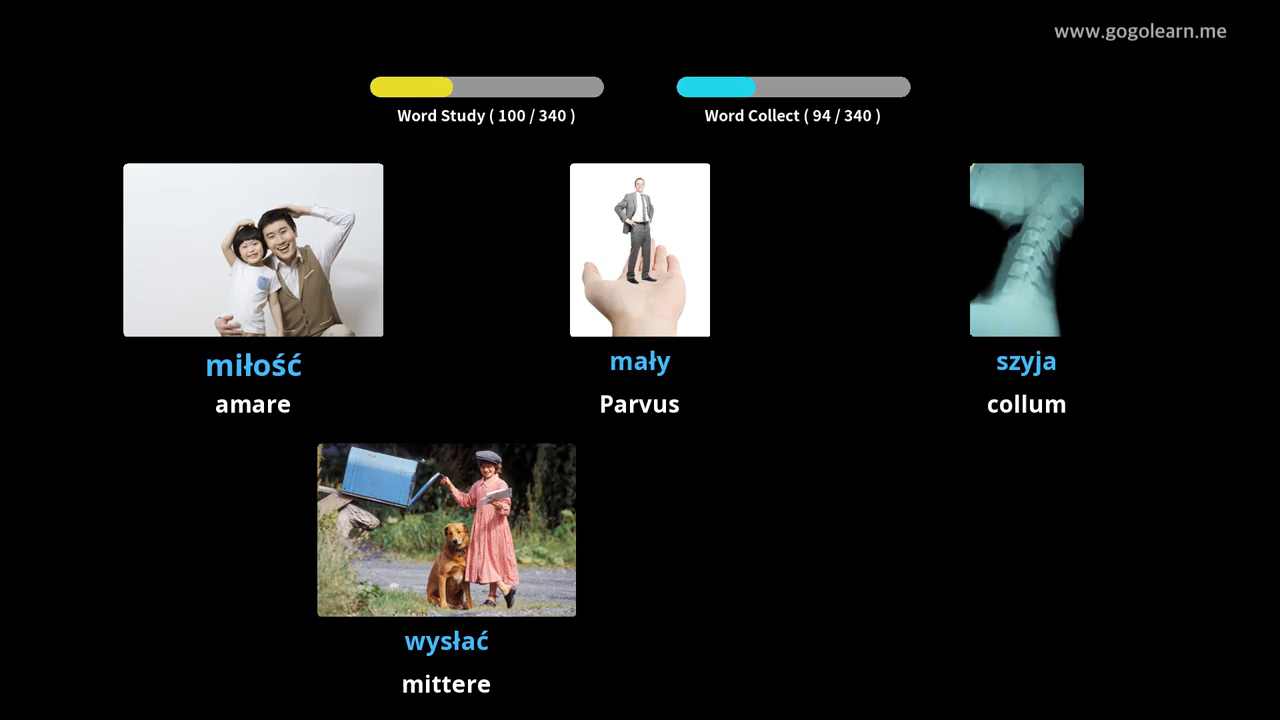 www.gogolearn.me
Word Study ( 100 / 340 )
Word Collect ( 94 / 340 )
miłość
amare
mały
Parvus
szyja
collum
wysłać
mittere